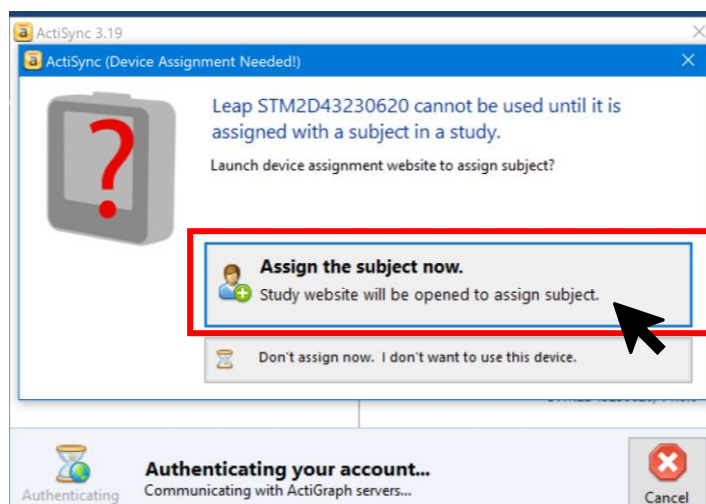 ActiSync 3.19
ActiSync (Device Assignment Needed!)
Leap STM2D43230620 cannot be used until it is
assigned with a subject in a study.
Launch device assignment website to assign subject?
Assign the subject now.
Study website will be opened to assign subject.
Don't assign now. I don't want to use this device.
Authenticating your account...
Communicating with ActiGraph servers...
Authenticating
Cancel